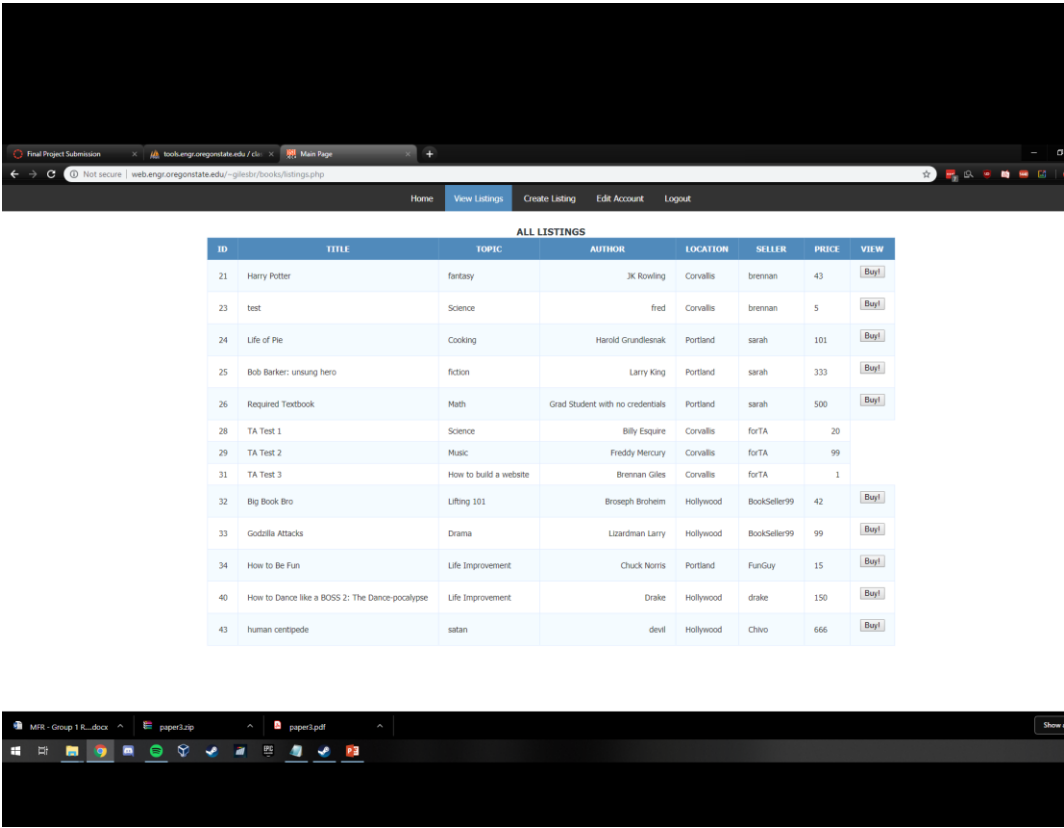 Final Project Submission
tools.engr.oregonstate.edu / cla
Main Page
Not secure | web.engr.oregonstate.edu/~gilesbr/books/listings.php
Home View Listings Create Listing Edit Account Logout
ALL LISTINGS
ID TITLE TOPIC AUTHOR LOCATION SELLER PRICE VIEW
21 Harry Potter fantasy JK Rowling Corvallis brennan 43 Buy!
23 test Science fred Corvallis brennan 5 Buy!
24 Life of Pie Cooking Harold Grundlesnak Portland sarah 101 Buy!
25 Bob Barker: unsung hero fiction Larry King Portland sarah 333 Buy!
26 Required Textbook Math Grad Student with no credentials Portland sarah 500 Buy!
28 TA Test 1 Science Billy Esquire Corvallis forTA 20
29 TA Test 2 Music Freddy Mercury Corvallis forTA 99
31 TA Test 3 How to build a website Brennan Giles Corvallis forTA 1
32 Big Book Bro Lifting 101 Broseph Broheim Hollywood BookSeller99 42 Buy!
33 Godzilla Attacks Drama Lizardman Larry Hollywood BookSeller99 99 Buy!
34 How to Be Fun Life Improvement Chuck Norris Portland FunGuy 15 Buy!
40 How to Dance like a BOSS 2: The Dance-pocalypse Life Improvement Drake Hollywood drake 150 Buy!
43 human centipede satan devil Hollywood Chivo 666 Buy!
MFR - Group 1 R....docx paper3.zip paper3.pdf Show
EPIC